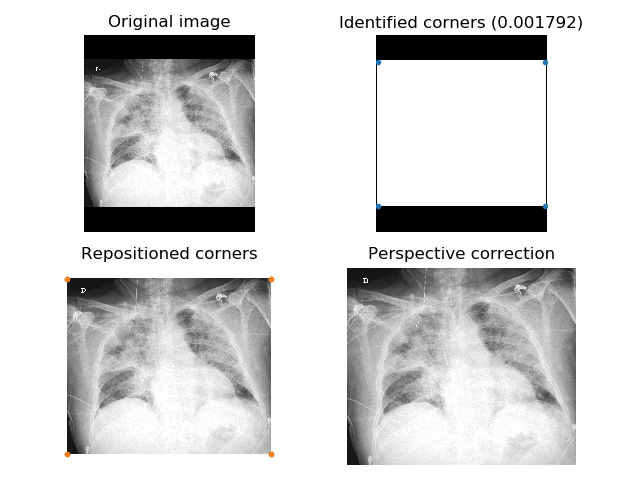 Original image
Identified corners (0.001792)
Repositioned corners
Perspective correction